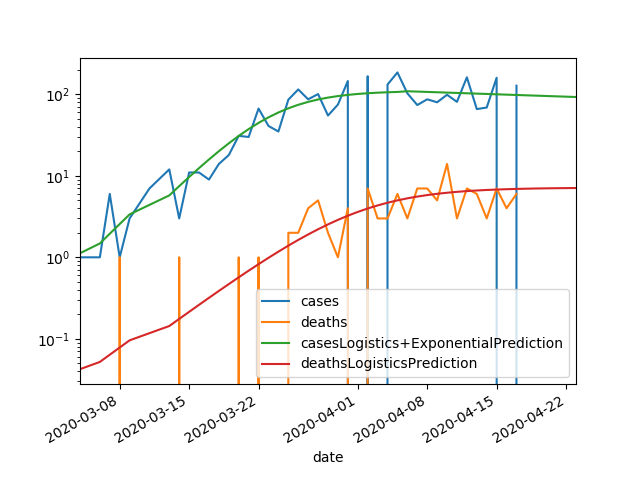 10²
10¹
10⁰
10⁻¹
cases
deaths
casesLogistics+ExponentialPrediction
deathsLogisticsPrediction
2020-03-08
2020-03-15
2020-03-22
2020-04-01
2020-04-08
2020-04-15
2020-04-22
date